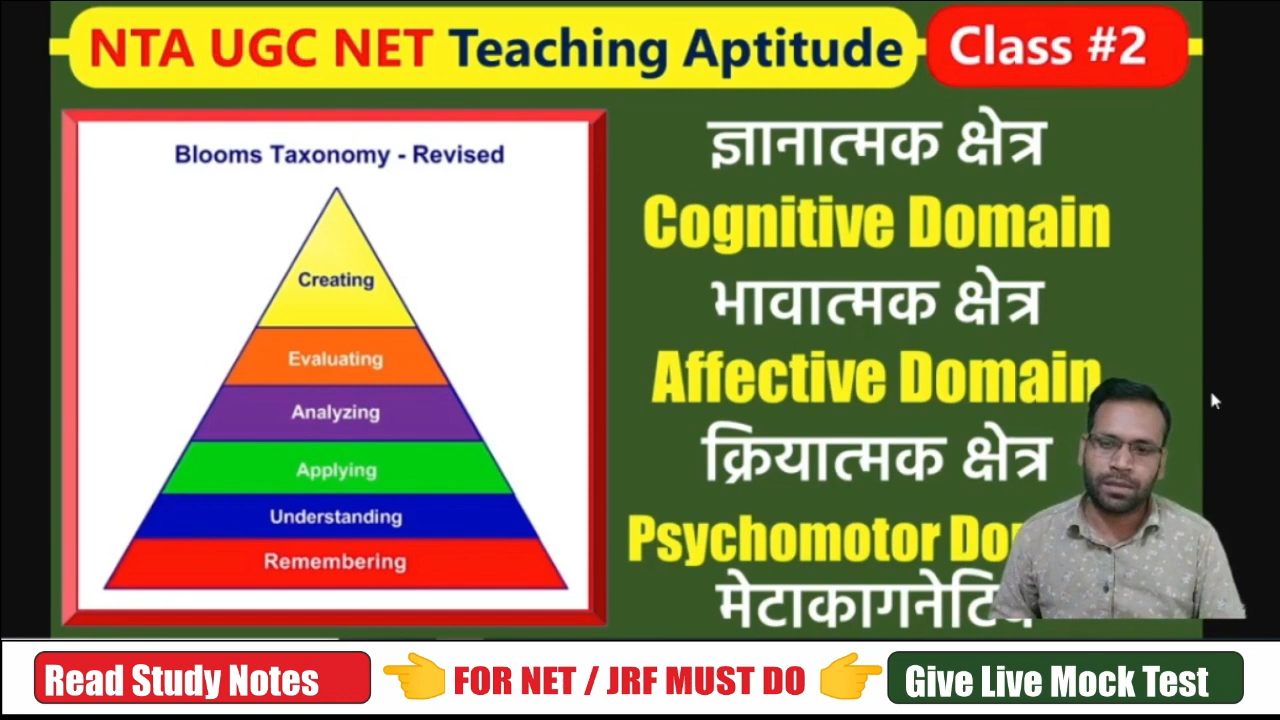 NTA UGC NET Teaching Aptitude
Class #2
Blooms Taxonomy - Revised
Creating
Evaluating
Analyzing
Applying
Understanding
Remembering
ज्ञानात्मक क्षेत्र
Cognitive Domain
भावात्मक क्षेत्र
Affective Domain
क्रियात्मक क्षेत्र
Psychomotor
Read Study Notes
FOR NET / JRF MUST DO
Give Live Mock Test